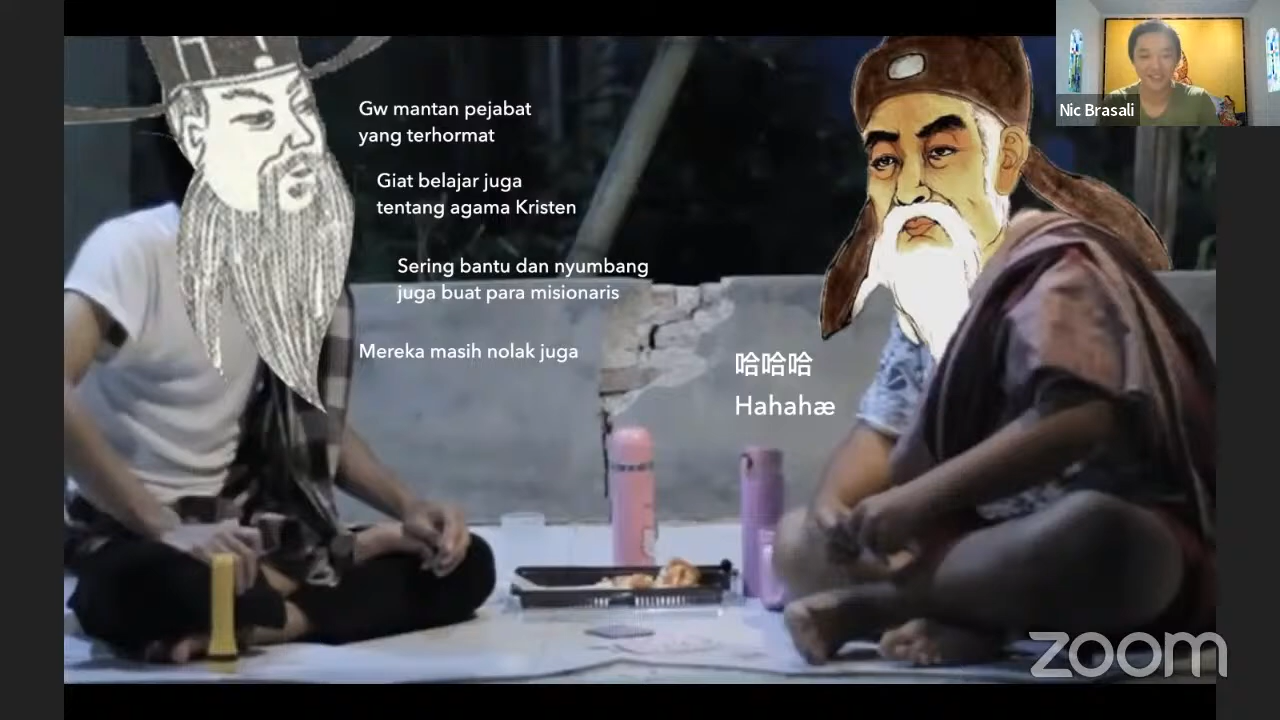 Gw mantan pejabat
yang terhormat
Giat belajar juga
tentang agama Kristen
Sering bantu dan nyumbang
juga buat para misionaris
Mereka masih nolak juga
哈哈哈
Hahahæ
Nic Brasali
zoom